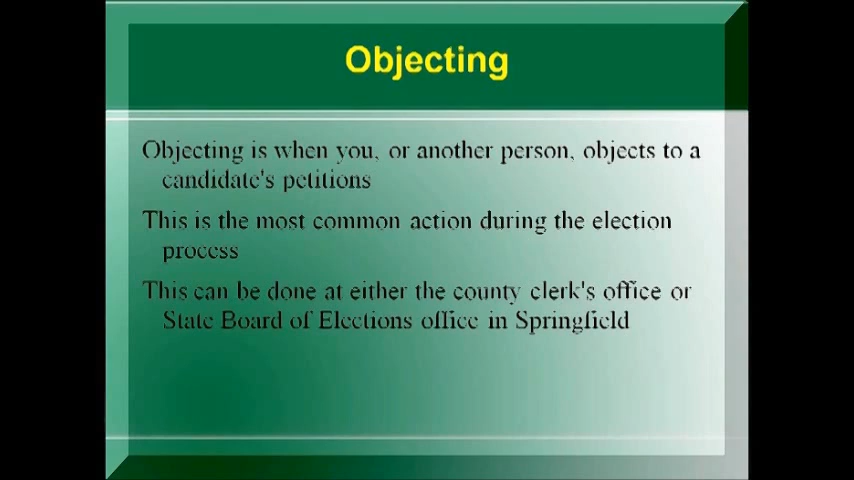 Objecting
Objecting is when you, or another person, objects to a
candidate's petitions
This is the most common action during the election
process
This can be done at either the county clerk's office or
State Board of Elections office in Springfield